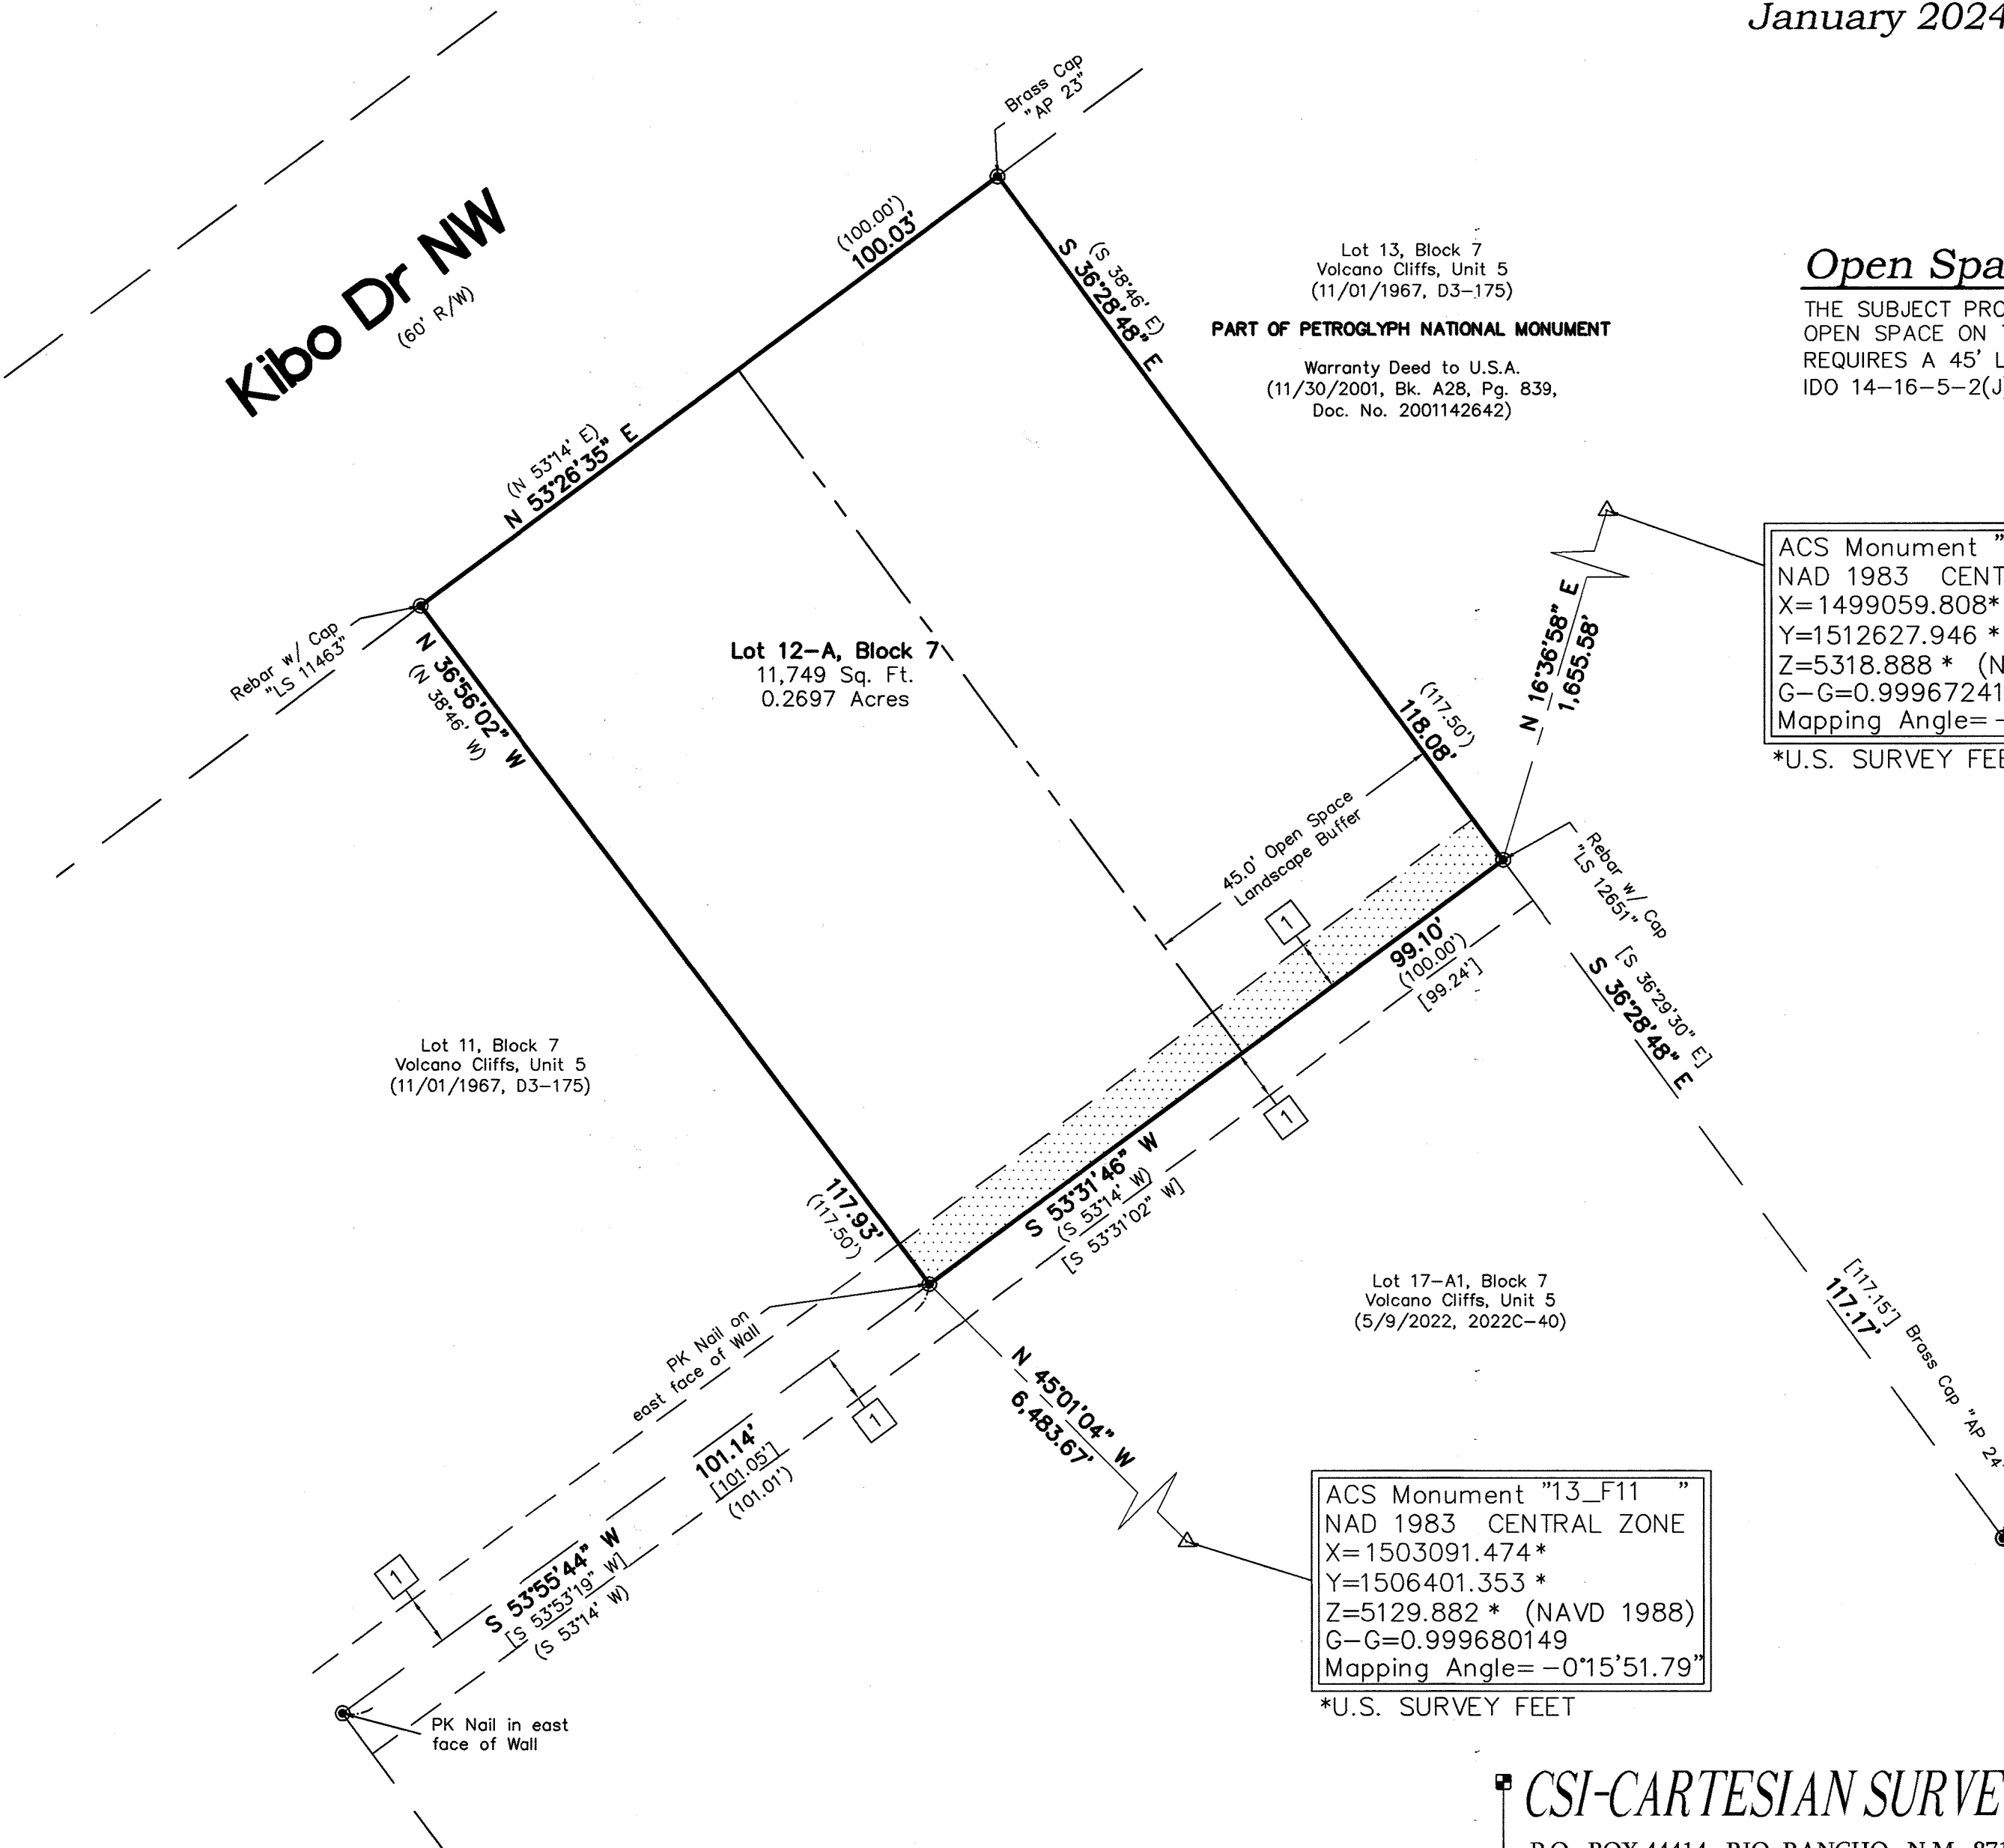 January 2024
Brass Cap
"AP 23"
Kibo Dr NW
(60' R/W)
(100.00')
100.03'
(N 53°14' E)
N 53°26'35" E
(S 38°46' E)
S 36°28'48" E
Lot 13, Block 7
Volcano Cliffs, Unit 5
(11/01/1967, D3-175)
PART OF PETROGLYPH NATIONAL MONUMENT
Warranty Deed to U.S.A.
(11/30/2001, Bk. A28, Pg. 839,
Doc. No. 2001142642)
Open Spa
THE SUBJECT PRO
OPEN SPACE ON T
REQUIRES A 45' L
IDO 14-16-5-2(J)
ACS Monument "
NAD 1983 CENT
X=1499059.808*
Y=1512627.946 *
Z=5318.888 * (N
G-G=0.99967241
Mapping Angle= -
*U.S. SURVEY FEE
N 16°36'58" E
1,655.58'
Rebar w/ Cap
"LS 11463"
N 36°56'02" W
(N 38°46' W)
Lot 12-A, Block 7
11,749 Sq. Ft.
0.2697 Acres
(117.50')
118.08'
45.0' Open Space
Landscape Buffer
1
99.10'
(100.00')
[99.24']
Rebar w/ Cap
"LS 12651"
[S 36°29'30" E]
S 36°28'48" E
Lot 11, Block 7
Volcano Cliffs, Unit 5
(11/01/1967, D3-175)
1
S 53°31'46" W
(S 53°14' W)
[S 53°31'02" W]
117.93'
(117.50')
Lot 17-A1, Block 7
Volcano Cliffs, Unit 5
(5/9/2022, 2022C-40)
[117.15']
117.17'
Brass Cap "AP 24"
PK Nail on
east face of Wall
1
N 45°01'04" W
6,483.67'
101.14'
[101.05']
(101.01')
1
S 53°55'44" W
[S 53°53'19" W]
(S 53°14' W)
ACS Monument "13_F11 "
NAD 1983 CENTRAL ZONE
X=1503091.474*
Y=1506401.353 *
Z=5129.882 * (NAVD 1988)
G-G=0.999680149
Mapping Angle= -0°15'51.79"
*U.S. SURVEY FEET
PK Nail in east
face of Wall
CSI-CARTESIAN SURVE
P.O. BOX 44414, RIO RANCHO, N.M. 871